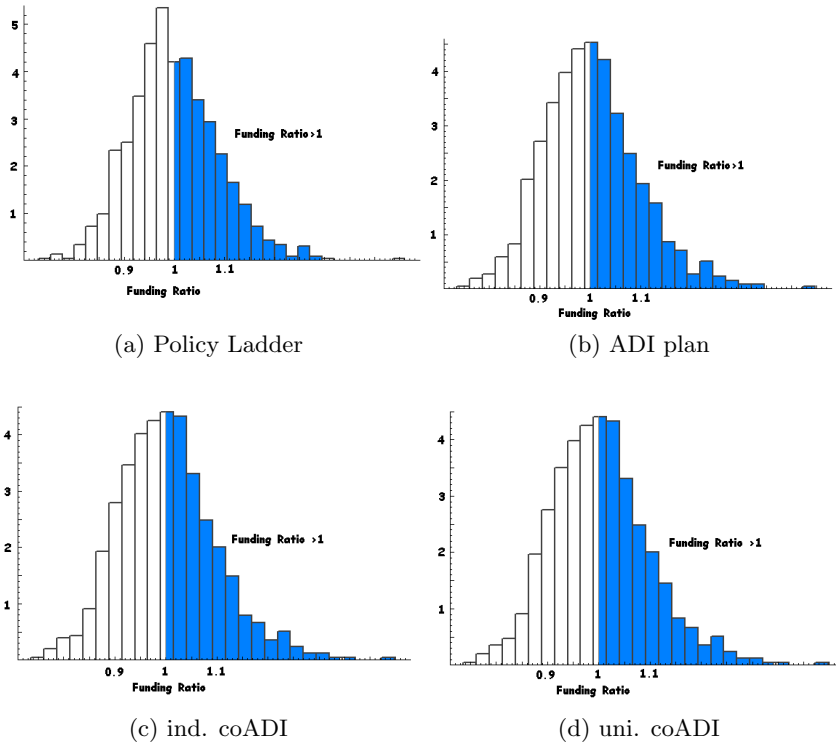 5
4
3
2
1
Funding Ratio>1
0.9 1 1.1
Funding Ratio
(a) Policy Ladder
4
3
2
1
Funding Ratio>1
0.9 1 1.1
Funding Ratio
(b) ADI plan
4
3
2
1
Funding Ratio >1
0.9 1 1.1
Funding Ratio
(c) ind. coADI
4
3
2
1
Funding Ratio >1
0.9 1 1.1
Funding Ratio
(d) uni. coADI